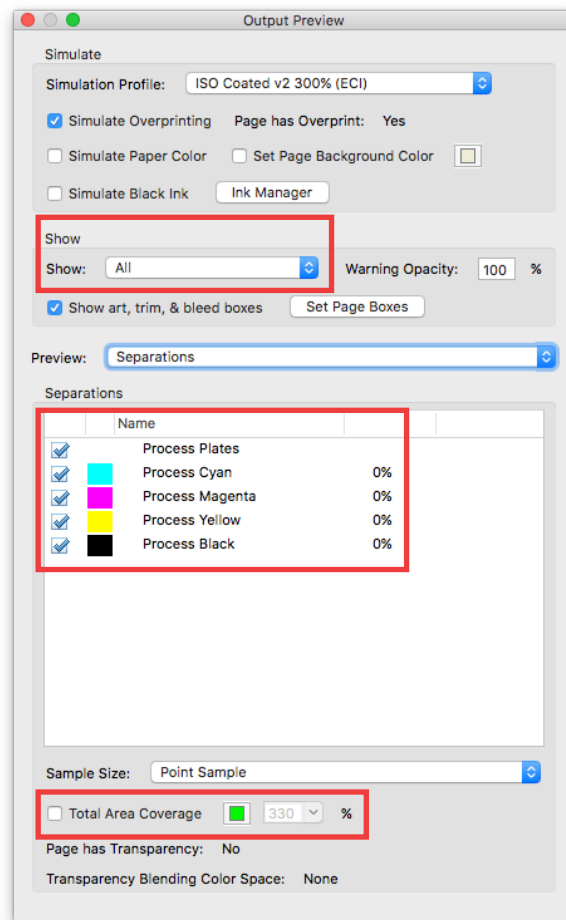 Output Preview
Simulate
Simulation Profile: ISO Coated v2 300% (ECI)
Simulate Overprinting Page has Overprint: Yes
Simulate Paper Color Set Page Background Color
Simulate Black Ink Ink Manager
Show
Show: All Warning Opacity: 100 %
Show art, trim, & bleed boxes Set Page Boxes
Preview: Separations
Separations
Name
Process Plates
Process Cyan 0%
Process Magenta 0%
Process Yellow 0%
Process Black 0%
Sample Size: Point Sample
Total Area Coverage 330 %
Page has Transparency: No
Transparency Blending Color Space: None